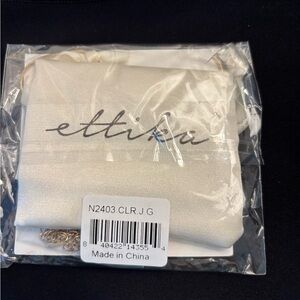 ettika
N2403.CLR.J.G
8 40422 14355 4
Made in China